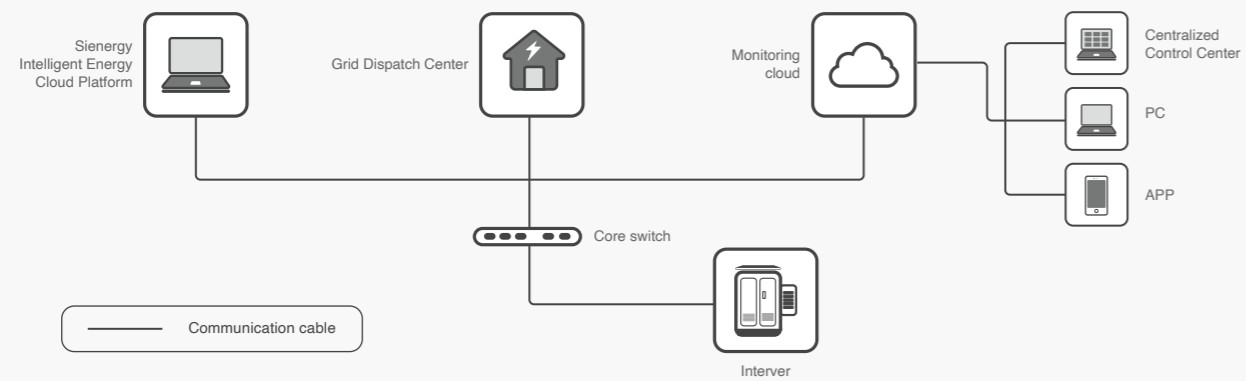 Sienergy
Intelligent Energy
Cloud Platform
Grid Dispatch Center
Monitoring
cloud
Centralized
Control Center
PC
APP
Core switch
Communication cable
Interver